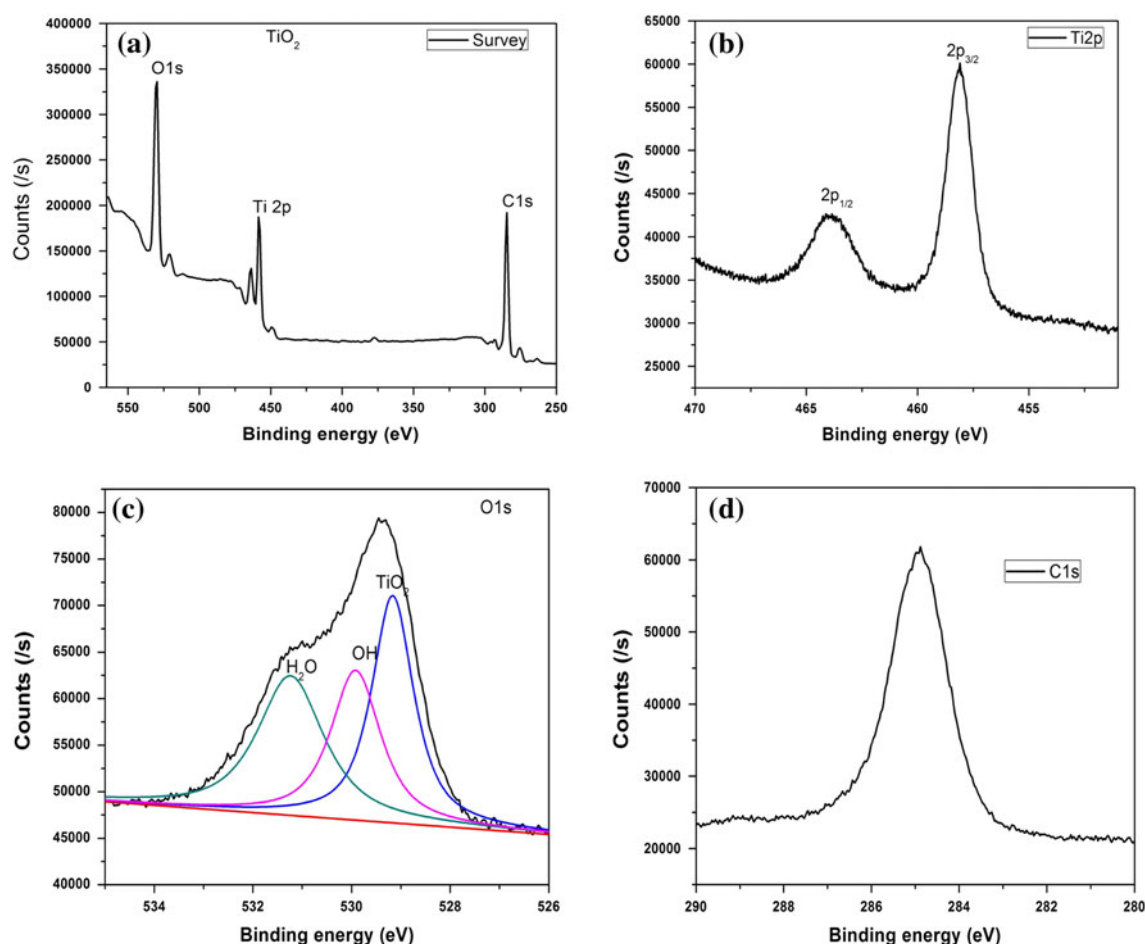 (a)
TiO2
Survey
O1s
Ti 2p
C1s
400000
350000
300000
250000
200000
150000
100000
50000
0
550 500 450 400 350 300 250
Counts (/s)
Binding energy (eV)
(b)
Ti2p
2p3/2
2p1/2
65000
60000
55000
50000
45000
40000
35000
30000
25000
470 465 460 455
Counts (/s)
Binding energy (eV)
(c)
O1s
TiO2
OH
H2O
80000
75000
70000
65000
60000
55000
50000
45000
40000
534 532 530 528 526
Counts (/s)
Binding energy (eV)
(d)
C1s
70000
60000
50000
40000
30000
20000
290 288 286 284 282 280
Counts (/s)
Binding energy (eV)